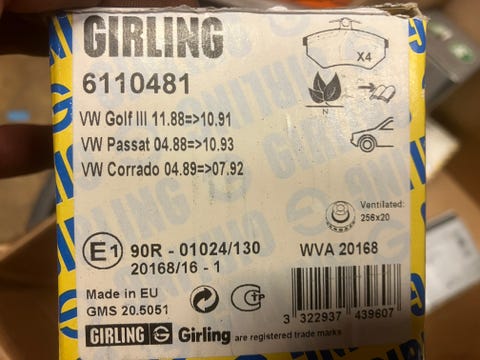 GIRLING
6110481
X4
N
VW Golf III 11.88=>10.91
VW Passat 04.88=>10.93
VW Corrado 04.89=>07.92
Ventilated:
256x20
E1 90R - 01024/130
20168/16 - 1
WVA 20168
Made in EU
GMS 20.5051
CTP
3 322937 439607
GIRLING G Girling are registered trade marks